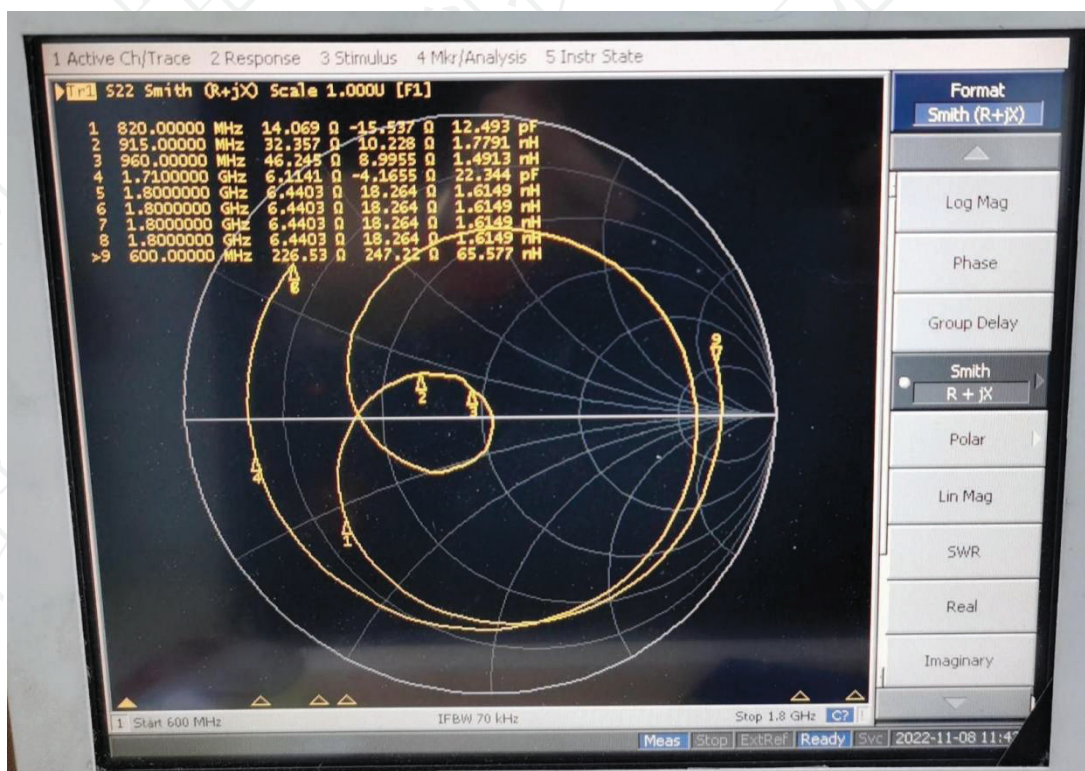 1 Active Ch/Trace 2 Response 3 Stimulus 4 Mkr/Analysis 5 Instr State
Tr1 S22 Smith (R+jX) Scale 1.000U [F1]
1 820.00000 MHz 14.069 Ω -15.537 Ω 12.493 pF
2 915.00000 MHz 32.357 Ω 10.228 Ω 1.7791 nH
3 960.00000 MHz 46.245 Ω 8.9955 Ω 1.4913 nH
4 1.7100000 GHz 6.1141 Ω -4.1655 Ω 22.344 pF
5 1.8000000 GHz 6.4403 Ω 18.264 Ω 1.6149 nH
6 1.8000000 GHz 6.4403 Ω 18.264 Ω 1.6149 nH
7 1.8000000 GHz 6.4403 Ω 18.264 Ω 1.6149 nH
8 1.8000000 GHz 6.4403 Ω 18.264 Ω 1.6149 nH
>9 600.00000 MHz 226.53 Ω 247.22 Ω 65.577 nH
9
2
3
4
1
Format
Smith (R+jX)
Log Mag
Phase
Group Delay
Smith
R + jX
Polar
Lin Mag
SWR
Real
Imaginary
1 Start 600 MHz IFBW 70 kHz Stop 1.8 GHz C?
Meas Stop ExtRef Ready Svc 2022-11-08 11:4